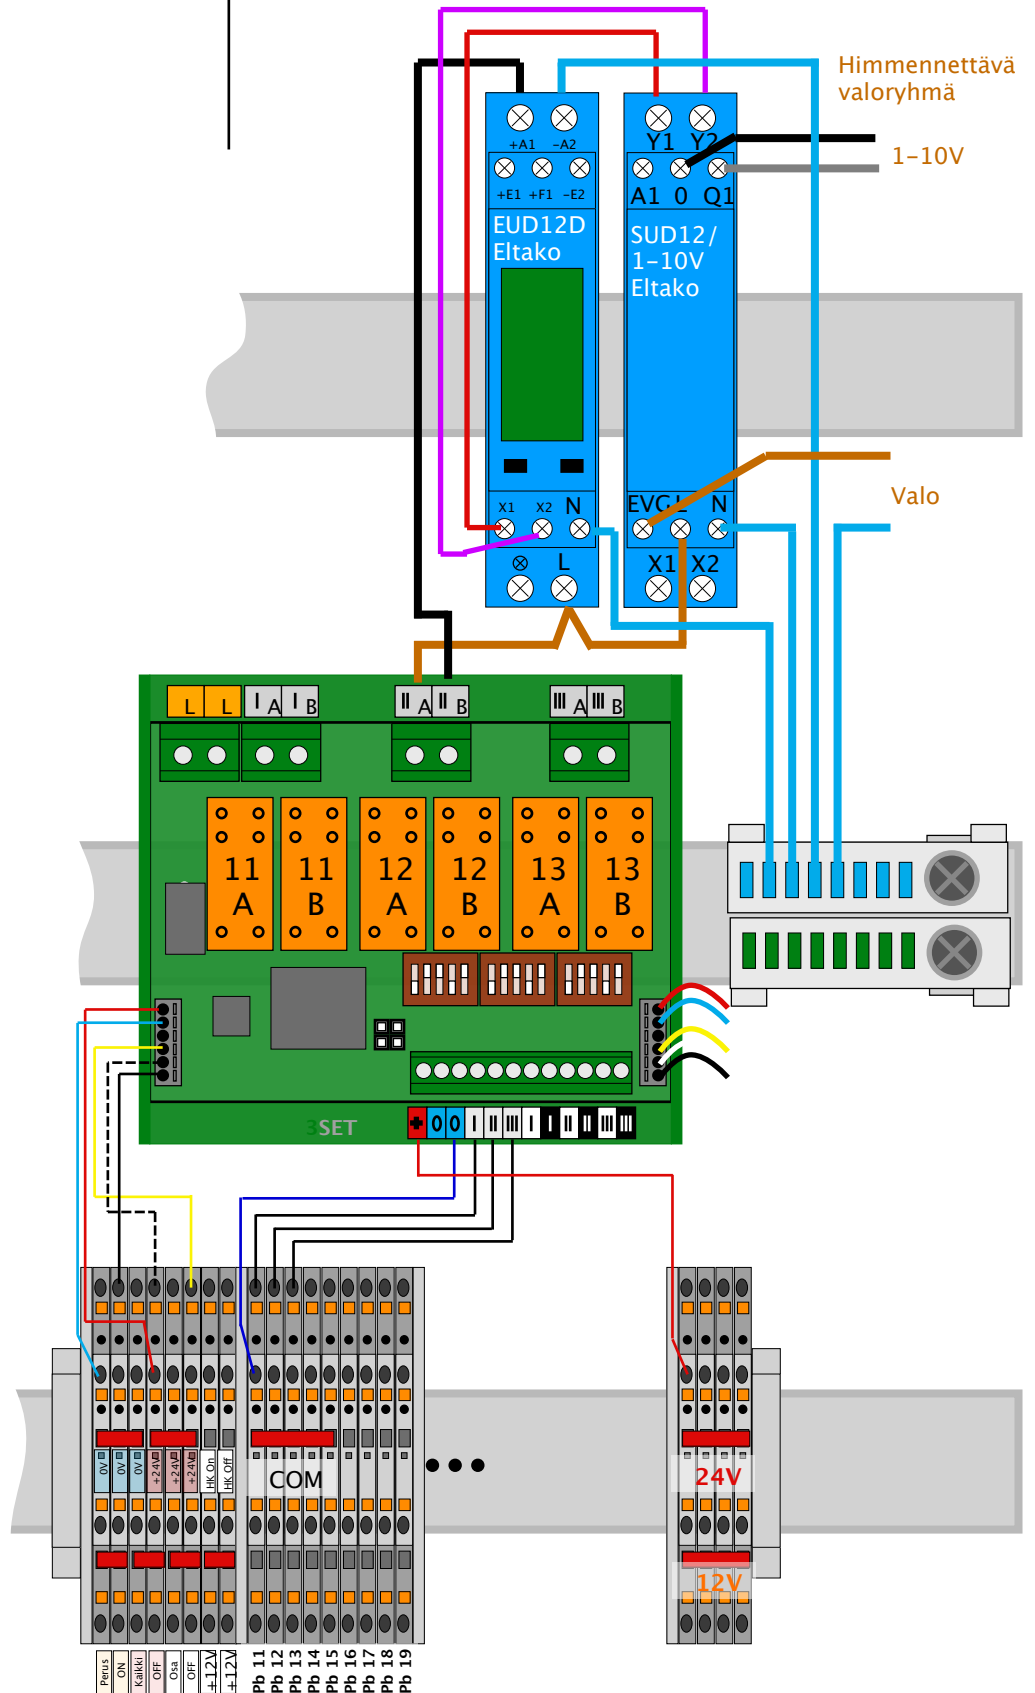 Himmennettävä
valoryhmä
1-10V
+A1 -A2
+E1 +F1 -E2
EUD12D
Eltako
X1 X2 N
L
Y1 Y2
A1 0 Q1
SUD12/
1-10V
Eltako
EVG L N
X1 X2
Valo
L L I A I B II A II B III A III B
11 A
11 B
12 A
12 B
13 A
13 B
3SET
+ 0 0 I II III I I II II III III
0V 0V 0V +24V +24V +24V HK On HK Off
COM
24V
12V
Perus ON Kaikki OFF Osa OFF +12V +12V
Pb 11 Pb 12 Pb 13 Pb 14 Pb 15 Pb 16 Pb 17 Pb 18 Pb 19